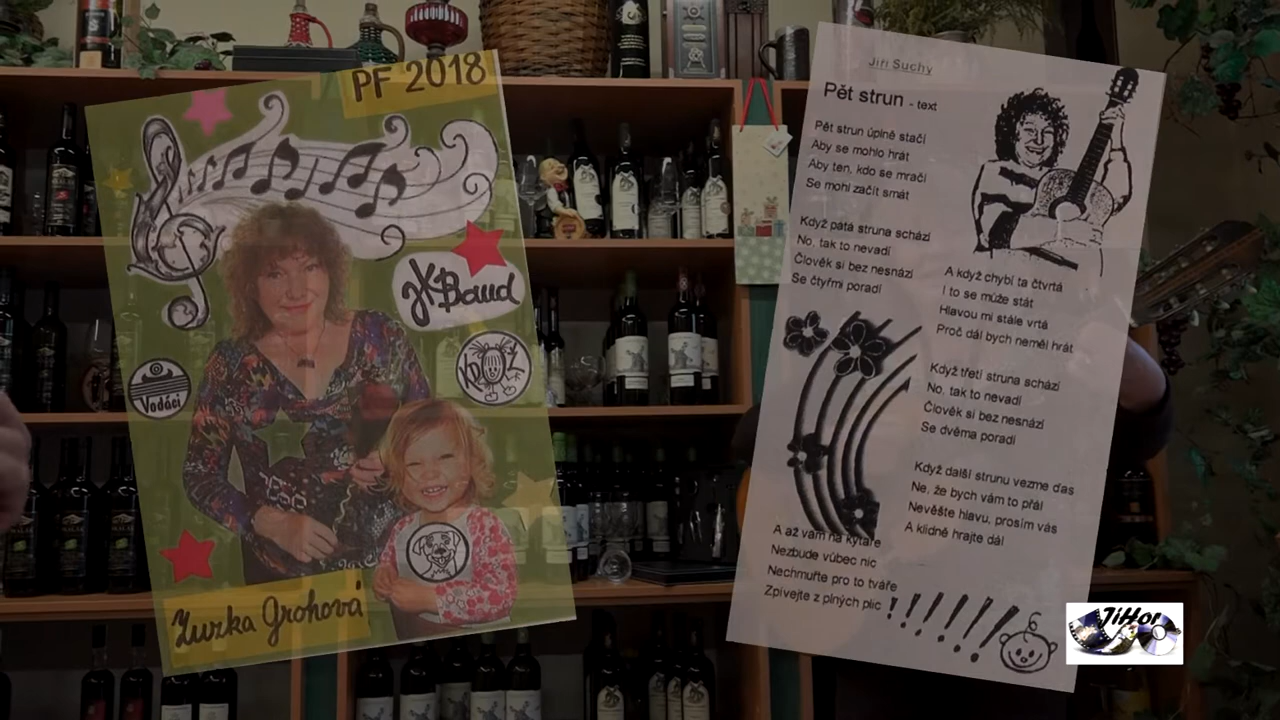 PF 2018
JK Band
KPÚZ
Vodáci
Zuzka Grohová
Jiří Suchý
Pět strun - text
Pět strun úplně stačí
Aby se mohlo hrát
Aby ten, kdo se mračí
Se mohl začít smát
Když pátá struna schází
No, tak to nevadí
Člověk si bez nesnází
Se čtyřmi poradí
A když chybí ta čtvrtá
I to se může stát
Hlavou mi stále vrtá
Proč dál bych neměl hrát
Když třetí struna schází
No, tak to nevadí
Člověk si bez nesnází
Se dvěma poradí
Když další strunu vezme ďas
Ne, že bych vám to přál
Nevěšte hlavu, prosím vás
A klidně hrajte dál
A až vám na kytaře
Nezbude vůbec nic
Nechmuřte pro to tváře
Zpívejte z plných plic !!!!!!!
JiHor